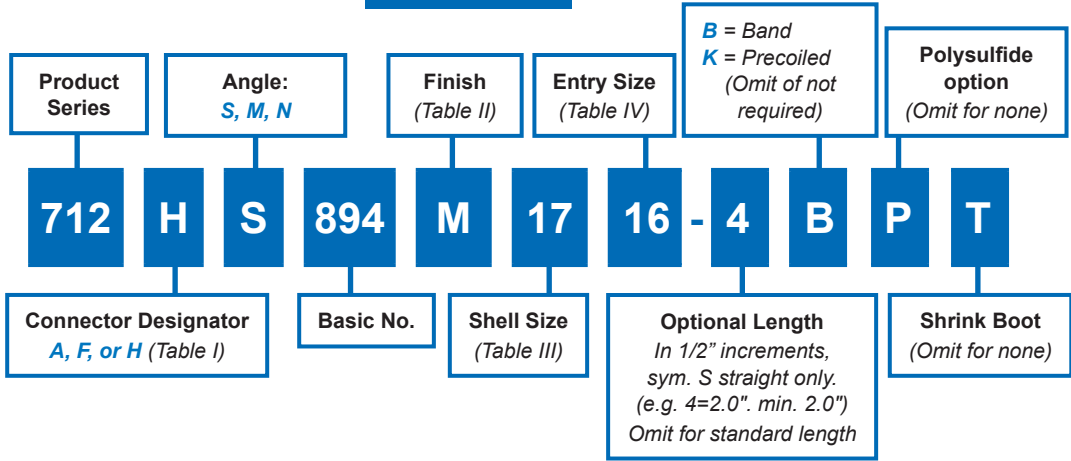 Product
Series
Angle:
S, M, N
Finish
(Table II)
Entry Size
(Table IV)
B = Band
K = Precoiled
(Omit of not
required)
Polysulfide
option
(Omit for none)
712 H S 894 M 17 16 - 4 B P T
Connector Designator
A, F, or H (Table I)
Basic No.
Shell Size
(Table III)
Optional Length
In 1/2” increments,
sym. S straight only.
(e.g. 4=2.0". min. 2.0")
Omit for standard length
Shrink Boot
(Omit for none)